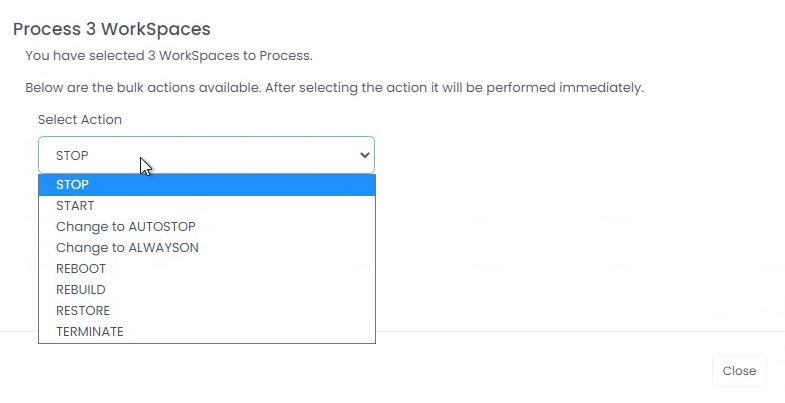 Process 3 WorkSpaces
You have selected 3 WorkSpaces to Process.
Below are the bulk actions available. After selecting the action it will be performed immediately.
Select Action
STOP
STOP
START
Change to AUTOSTOP
Change to ALWAYSON
REBOOT
REBUILD
RESTORE
TERMINATE
Close